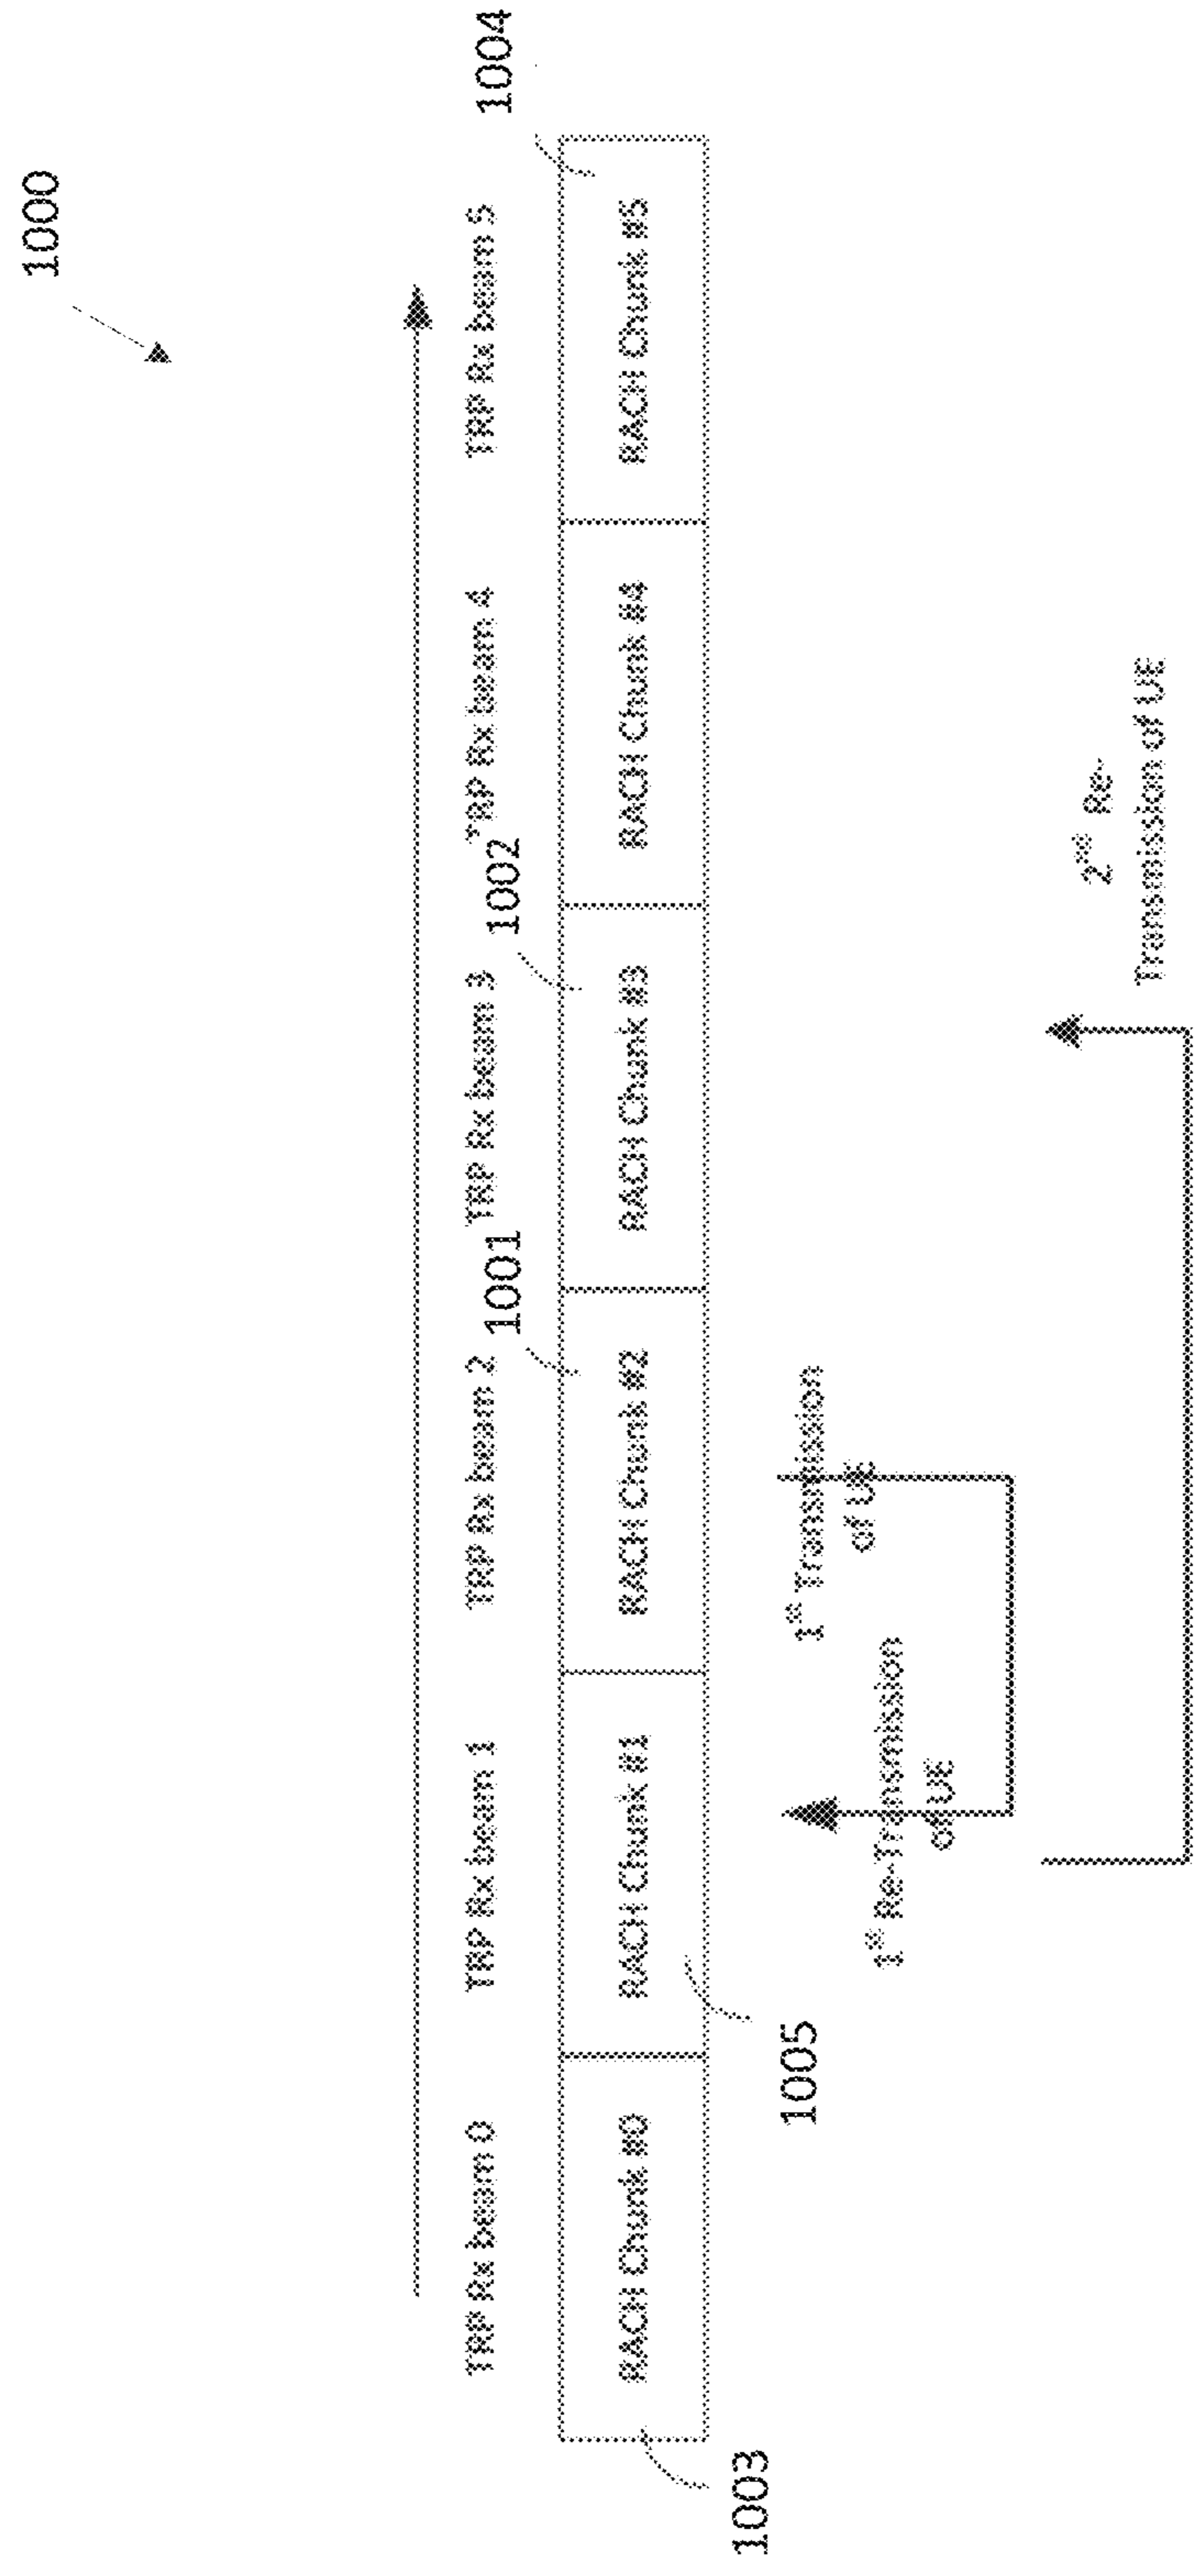 1000
TRP Rx beam 0
TRP Rx beam 1
TRP Rx beam 2
TRP Rx beam 3
TRP Rx beam 4
TRP Rx beam 5
1001
1002
1004
RACH Chunk #0
RACH Chunk #1
RACH Chunk #2
RACH Chunk #3
RACH Chunk #4
RACH Chunk #5
1003
1005
1st Transmission
of UE
1st Re-Transmission
of UE
2nd Re-
Transmission of UE